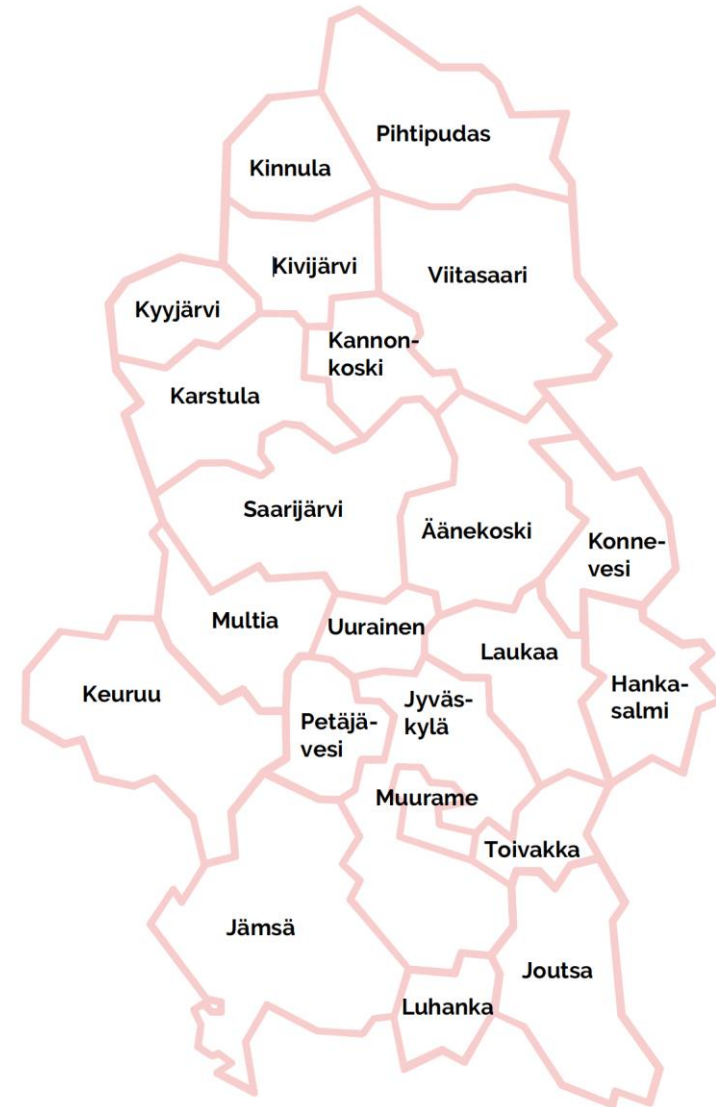 Pihtipudas
Kinnula
Kivijärvi
Viitasaari
Kyyjärvi
Kannon-
koski
Karstula
Saarijärvi
Äänekoski
Konne-
vesi
Multia
Uurainen
Laukaa
Keuruu
Hanka-
salmi
Petäjä-
vesi
Jyväs-
kylä
Muurame
Toivakka
Jämsä
Joutsa
Luhanka